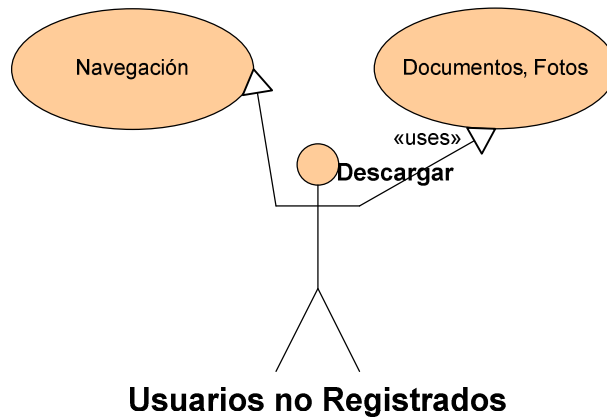 Navegación
Documentos, Fotos
«uses»
Descargar
Usuarios no Registrados